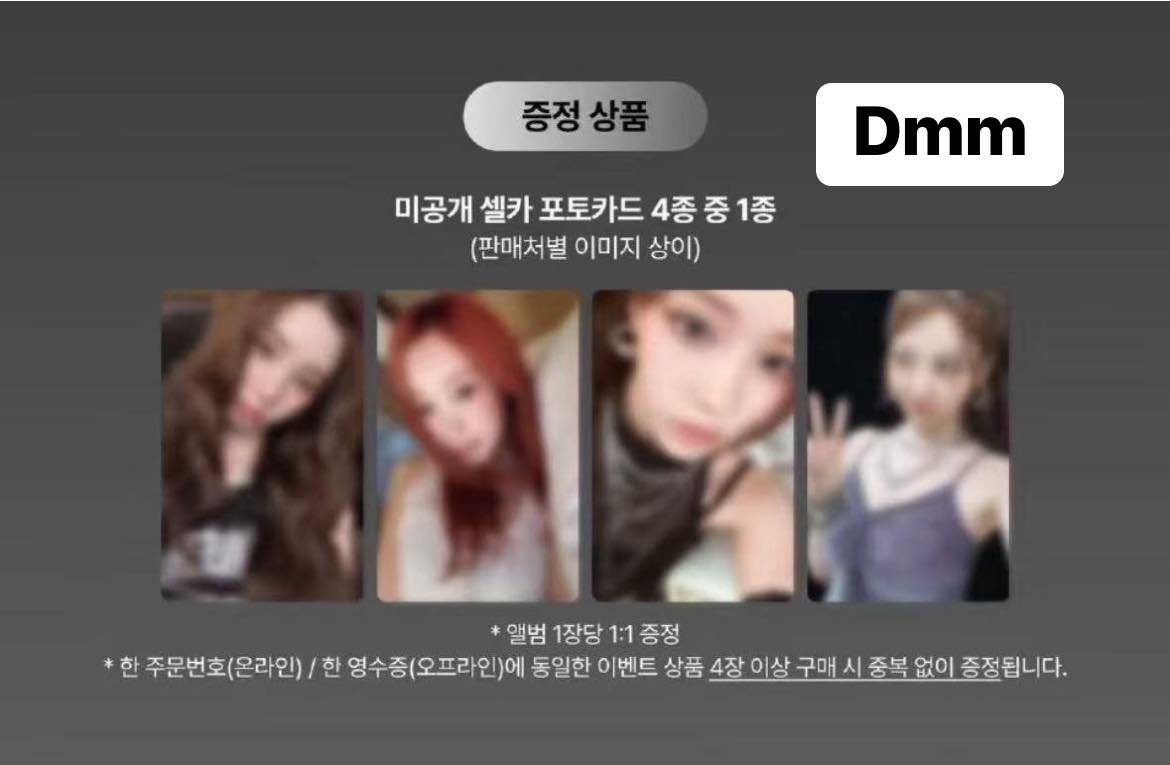 증정 상품
Dmm
미공개 셀카 포토카드 4종 중 1종
(판매처별 이미지 상이)
* 앨범 1장당 1:1 증정
* 한 주문번호(온라인) / 한 영수증(오프라인)에 동일한 이벤트 상품 4장 이상 구매 시 중복 없이 증정됩니다.